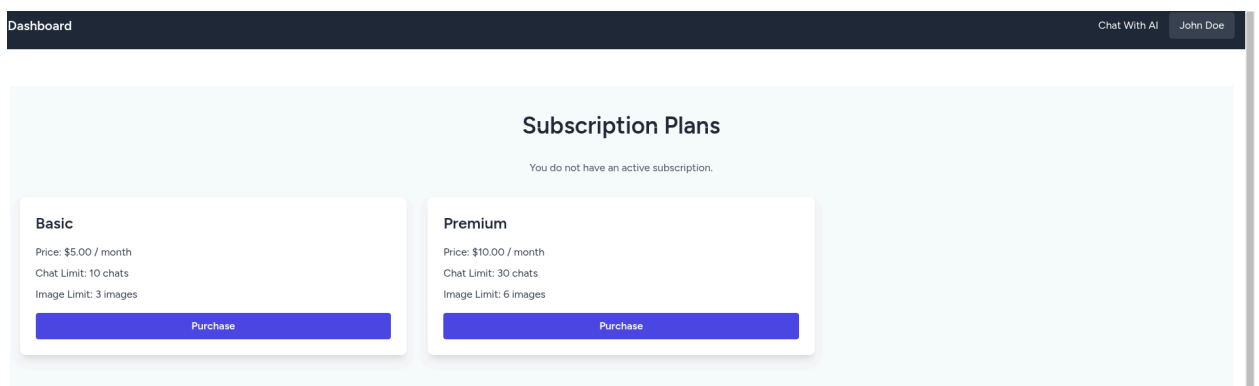 Dashboard
Chat With AI
John Doe
Subscription Plans
You do not have an active subscription.
Basic
Price: $5.00 / month
Chat Limit: 10 chats
Image Limit: 3 images
Purchase
Premium
Price: $10.00 / month
Chat Limit: 30 chats
Image Limit: 6 images
Purchase